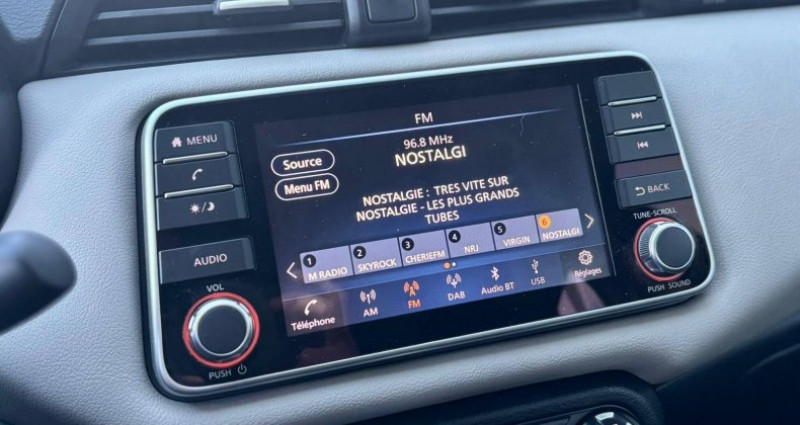 MENU
AUDIO
VOL
PUSH
FM
96.8 MHz
NOSTALGI
Source
Menu FM
NOSTALGIE : TRES VITE SUR
NOSTALGIE - LES PLUS GRANDS
TUBES
1 M RADIO
2 SKYROCK
3 CHERIEFM
4 NRJ
5 VIRGIN
6 NOSTALGI
Téléphone
AM
FM
DAB
Audio BT
USB
Réglages
BACK
TUNE-SCROLL
PUSH SOUND